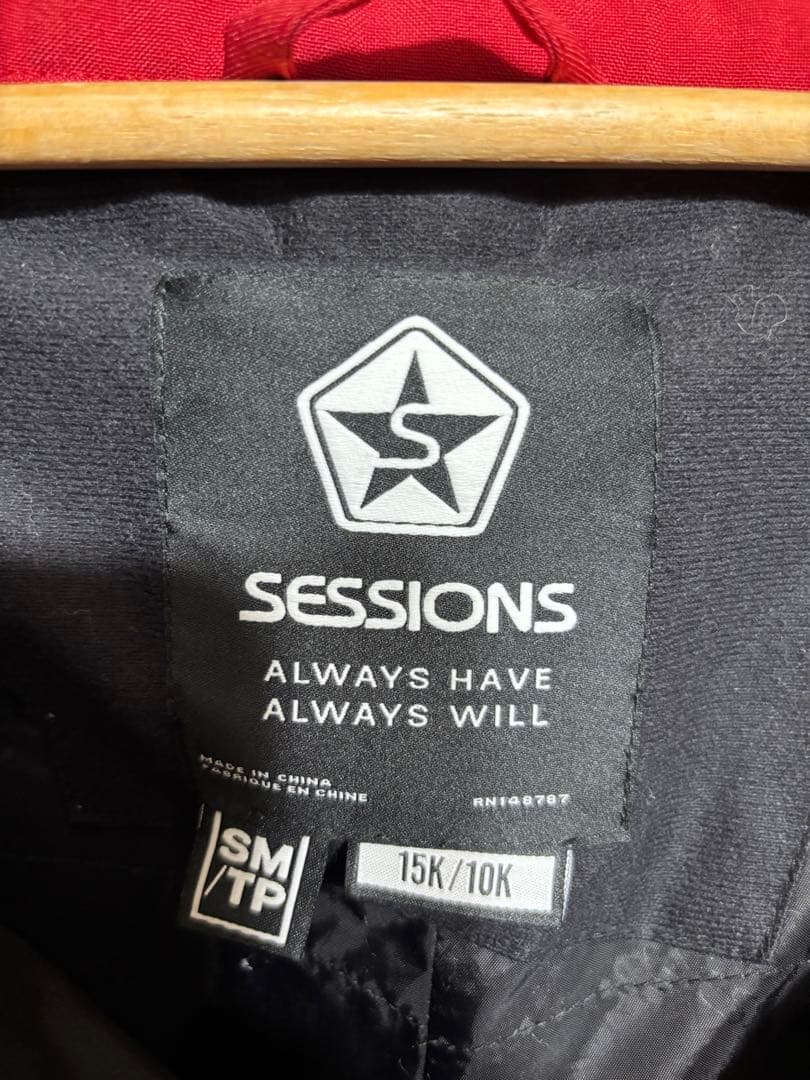 S
SESSIONS
ALWAYS HAVE
ALWAYS WILL
MADE IN CHINA
FABRIQUE EN CHINE
RN148787
SM
/TP
15K/10K